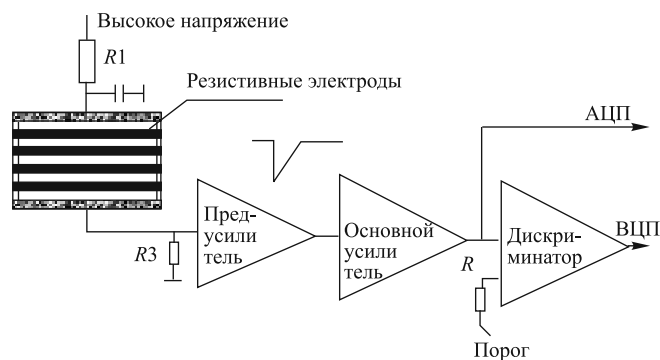 Высокое напряжение
R1
Резистивные электроды
АЦП
Пред-
усили
тель
Основной
усили
тель
Дискри-
минатор
ВЦП
R3
R
Порог